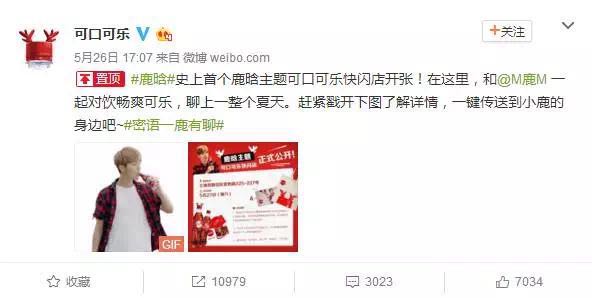 可口可乐
+关注
5月26日 17:07 来自 微博 weibo.com
置顶 #鹿晗#史上首个鹿晗主题可口可乐快闪店开张！在这里，和@M鹿M 一
起对饮畅爽可乐，聊上一整个夏天。赶紧戳开下图了解详情，一键传送到小鹿的
身边吧~#密语一鹿有聊#
GIF
鹿晗主题
正式公开!
收藏
10979
3023
7034